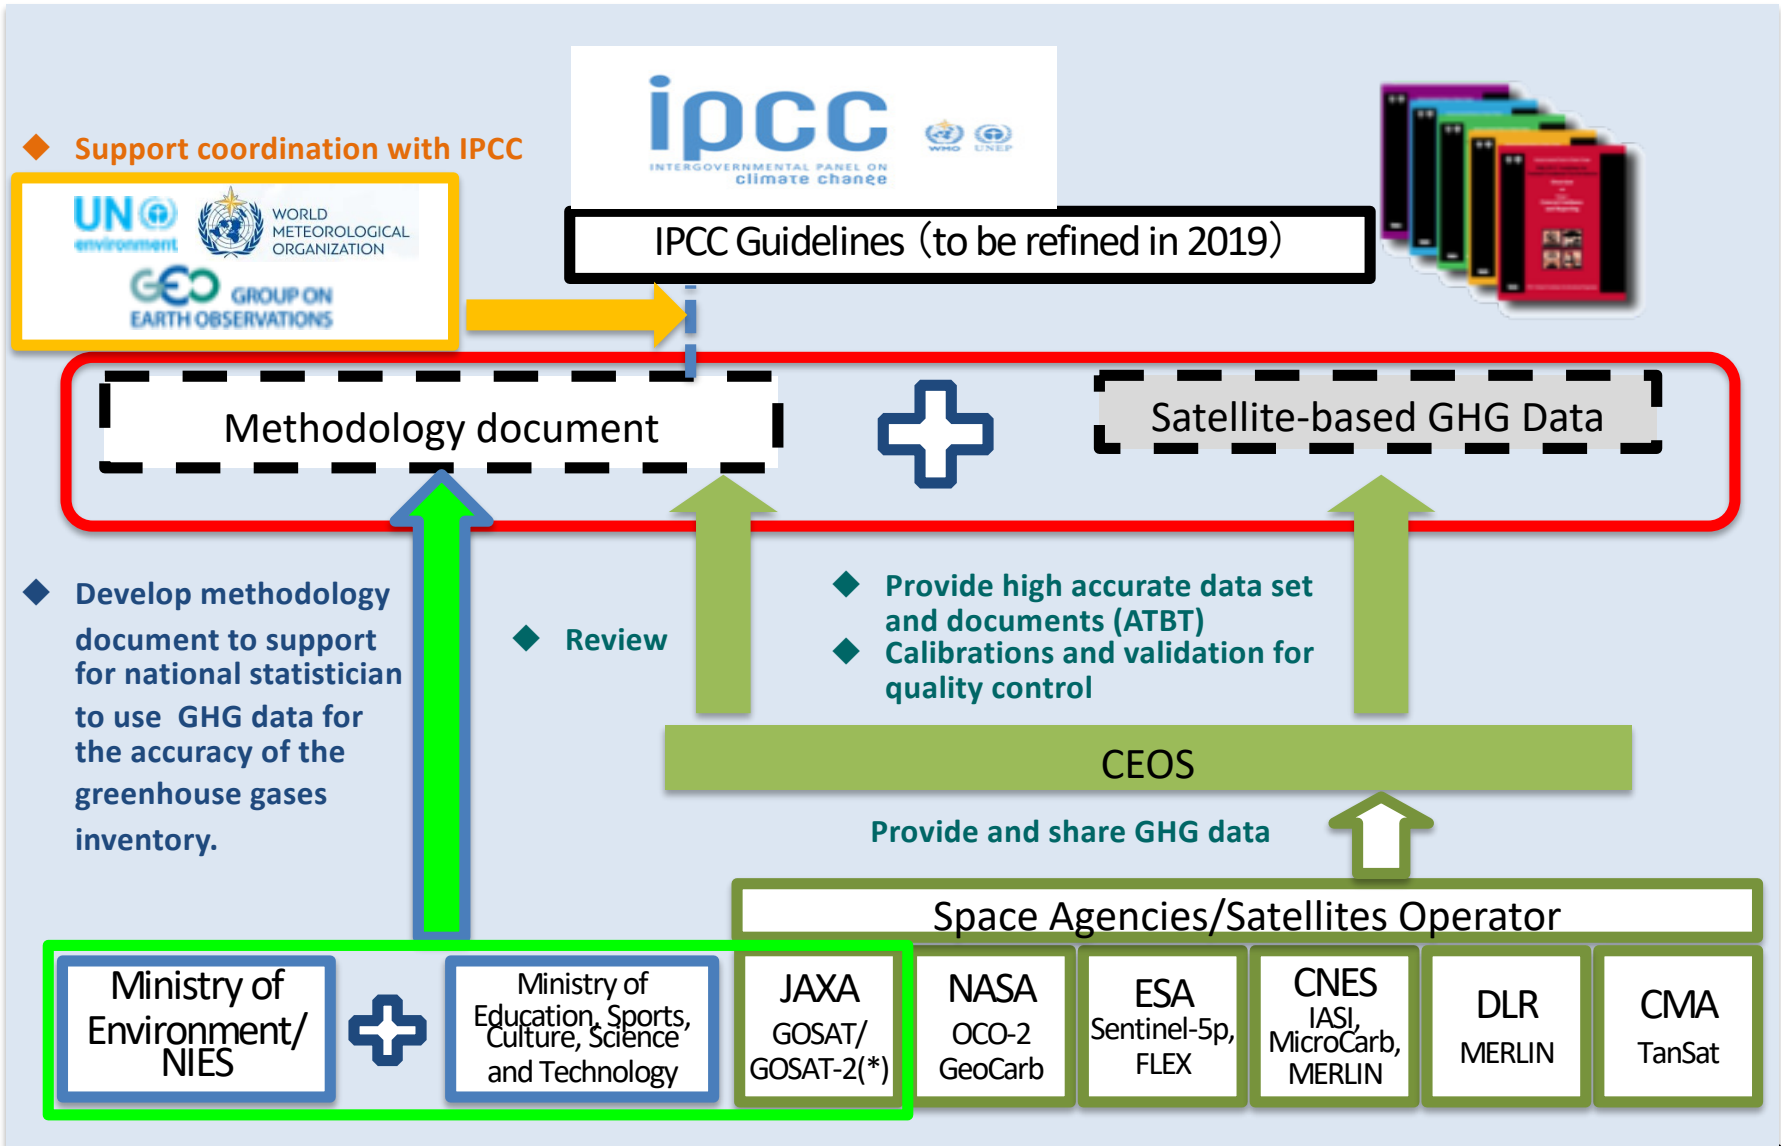 ipcc
INTERGOVERNMENTAL PANEL ON
climate change
WMO
UNEP
◆ Support coordination with IPCC
UN
environment
WORLD
METEOROLOGICAL
ORGANIZATION
GEO GROUP ON
EARTH OBSERVATIONS
IPCC Guidelines (to be refined in 2019)
Methodology document
Satellite-based GHG Data
◆ Develop methodology
document to support
for national statistician
to use GHG data for
the accuracy of the
greenhouse gases
inventory.
◆ Review
◆ Provide high accurate data set
and documents (ATBT)
◆ Calibrations and validation for
quality control
CEOS
Provide and share GHG data
Space Agencies/Satellites Operator
Ministry of
Environment/
NIES
Ministry of
Education, Sports,
Culture, Science
and Technology
JAXA
GOSAT/
GOSAT-2(*)
NASA
OCO-2
GeoCarb
ESA
Sentinel-5p,
FLEX
CNES
IASI,
MicroCarb,
MERLIN
DLR
MERLIN
CMA
TanSat